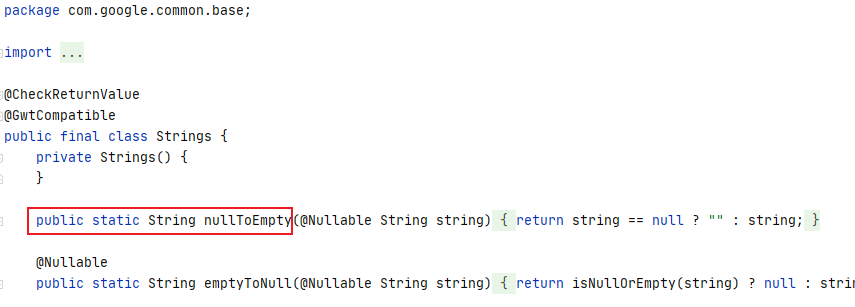 package com.google.common.base;
import ...
@CheckReturnValue
@GwtCompatible
public final class Strings {
private Strings() {
}
public static String nullToEmpty(@Nullable String string) { return string == null ? "" : string; }
@Nullable
public static String emptyToNull(@Nullable String string) { return isNullOrEmpty(string) ? null : strin